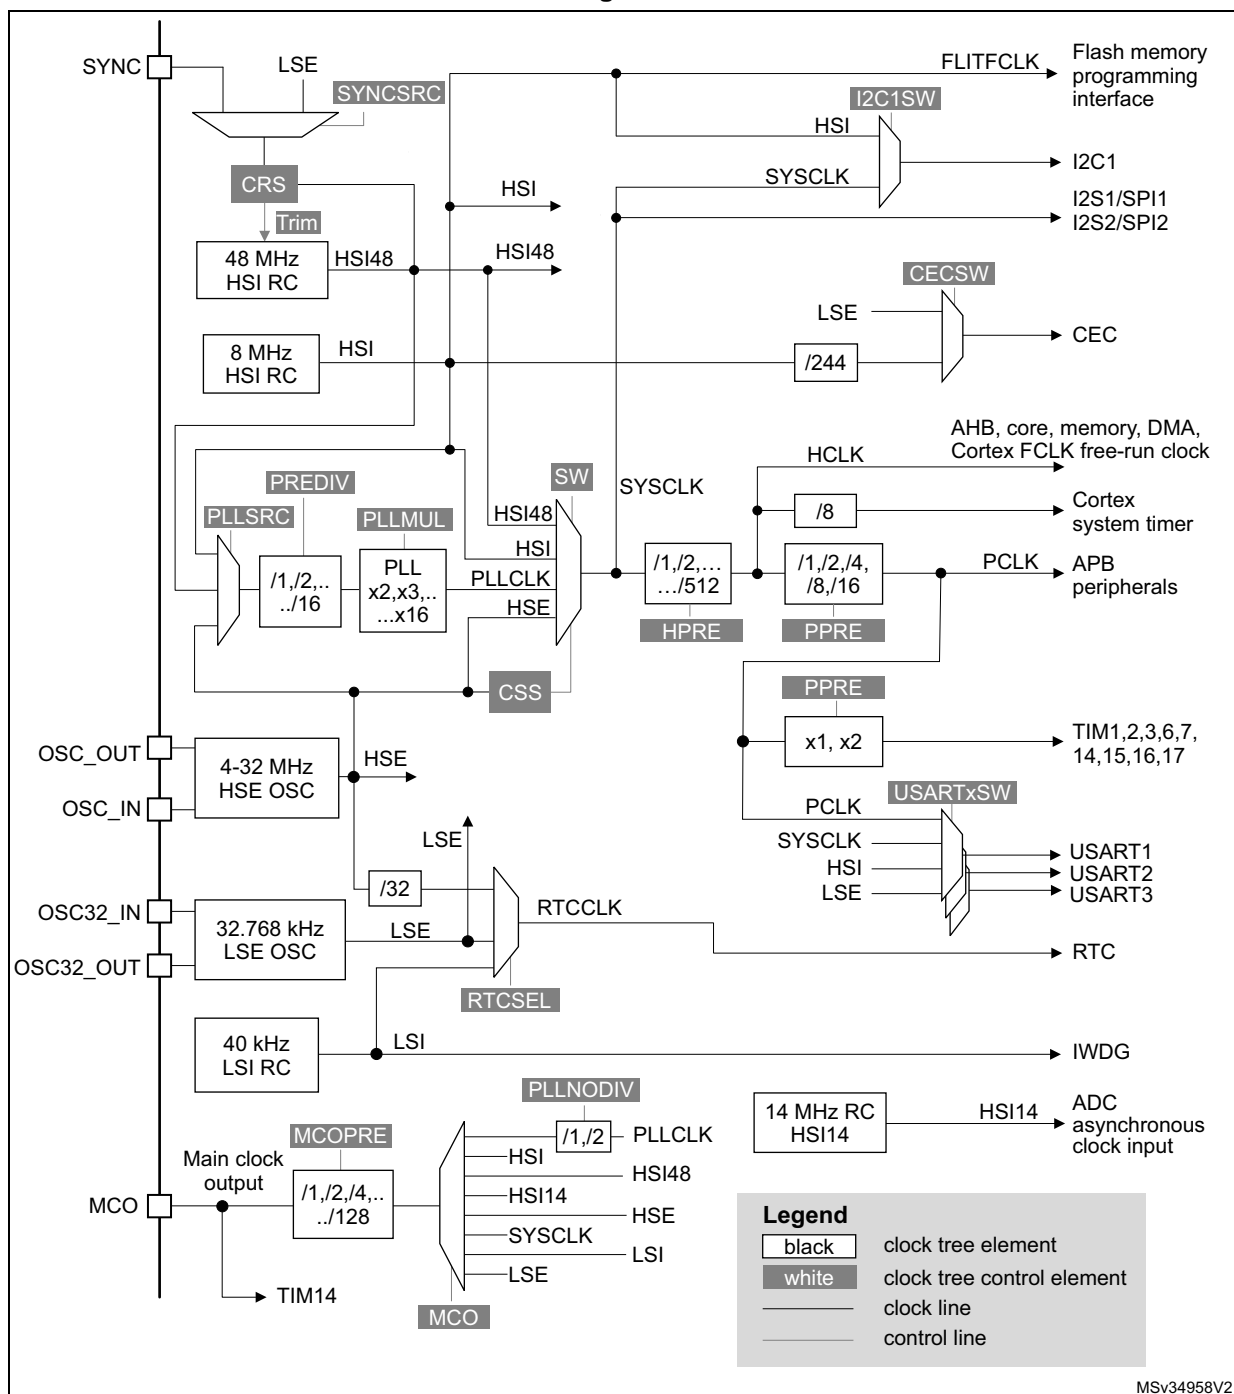 SYNC
LSE
SYNCSRC
CRS
Trim
48 MHz
HSI RC
HSI48
HSI
HSI48
8 MHz
HSI RC
HSI
FLITFCLK
Flash memory
programming
interface
I2C1SW
HSI
SYSCLK
I2C1
I2S1/SPI1
I2S2/SPI2
CECSW
LSE
/244
CEC
AHB, core, memory, DMA,
Cortex FCLK free-run clock
HCLK
/8
Cortex
system timer
PLLSRC
PREDIV
/1,/2,..
../16
PLLMUL
PLL
x2,x3,..
...x16
SW
HSI48
HSI
PLLCLK
HSE
CSS
SYSCLK
/1,/2,…
…/512
HPRE
/1,/2,/4,
/8,/16
PPRE
PCLK
APB
peripherals
PPRE
x1, x2
TIM1,2,3,6,7,
14,15,16,17
OSC_OUT
OSC_IN
4-32 MHz
HSE OSC
HSE
USARTxSW
PCLK
SYSCLK
HSI
LSE
USART1
USART2
USART3
OSC32_IN
OSC32_OUT
32.768 kHz
LSE OSC
LSE
LSE
/32
RTCCLK
RTCSEL
RTC
40 kHz
LSI RC
LSI
IWDG
14 MHz RC
HSI14
HSI14
ADC
asynchronous
clock input
MCO
Main clock
output
TIM14
MCOPRE
/1,/2,/4,..
../128
PLLNODIV
/1,/2
PLLCLK
HSI
HSI48
HSI14
HSE
SYSCLK
LSI
LSE
MCO
Legend
black
clock tree element
white
clock tree control element
clock line
control line
MSv34958V2